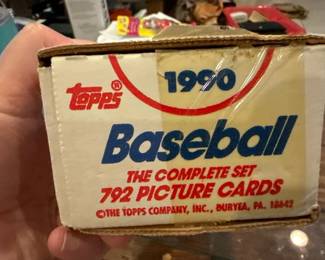 1990
Topps®
Baseball
THE COMPLETE SET
792 PICTURE CARDS
©THE TOPPS COMPANY, INC., DURYEA, PA. 18642